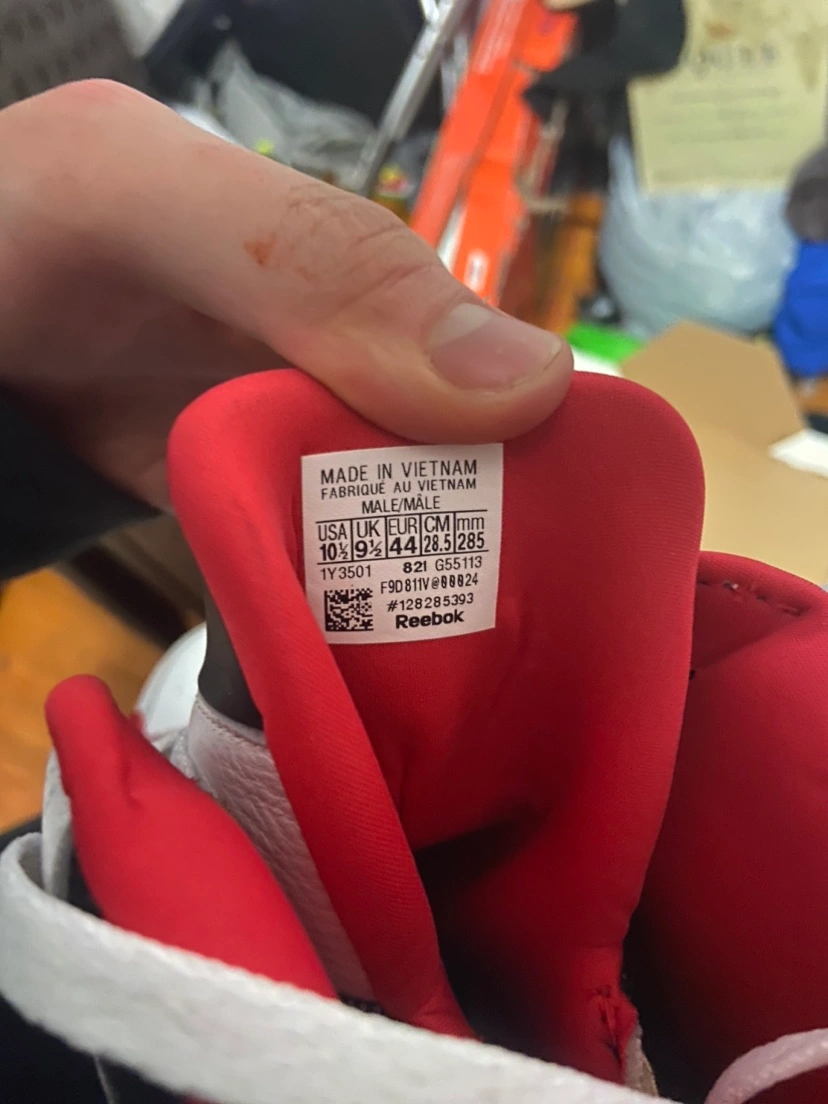 MADE IN VIETNAM
FABRIQUÉ AU VIETNAM
MALE/MÂLE
USA UK EUR CM mm
10½ 9½ 44 28.5 285
1Y3501 821 G55113
F9D811V@00024
#128285393
Reebok